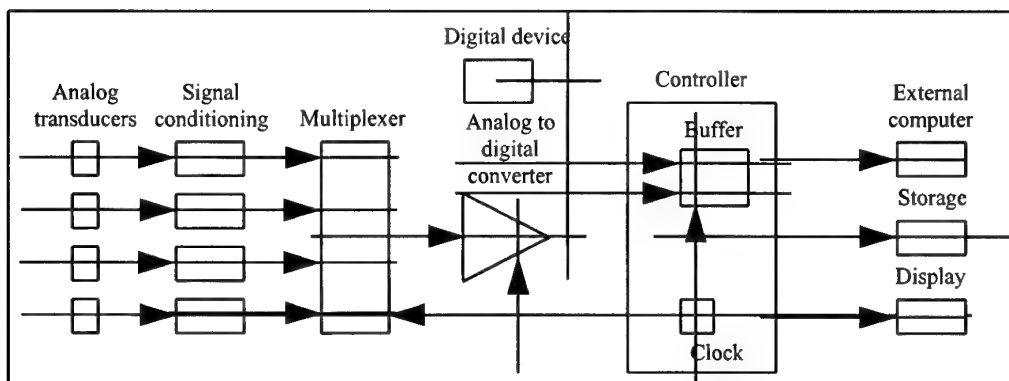 Digital device
Controller
Analog
transducers
Signal
conditioning
Multiplexer
Analog to
digital
converter
Buffer
External
computer
Storage
Display
Clock